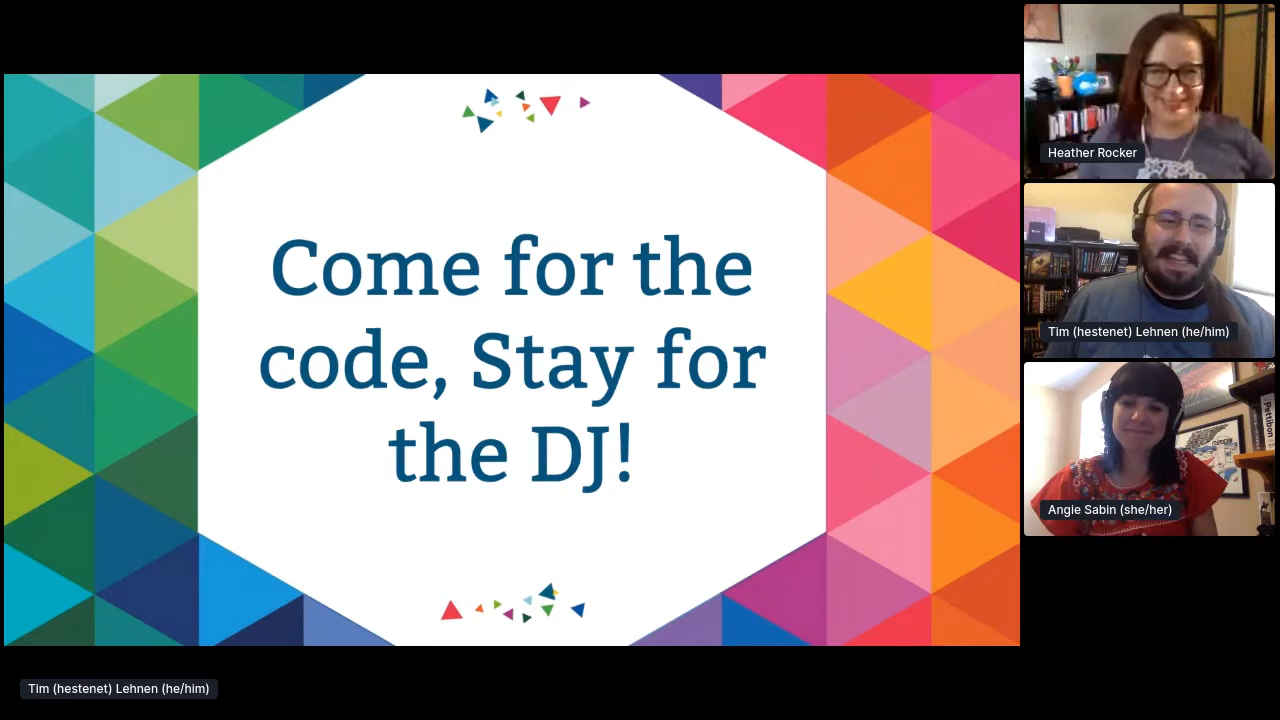 Come for the
code, Stay for
the DJ!
Heather Rocker
Tim (hestenet) Lehnen (he/him)
Pettibon
Angie Sabin (she/her)
Tim (hestenet) Lehnen (he/him)